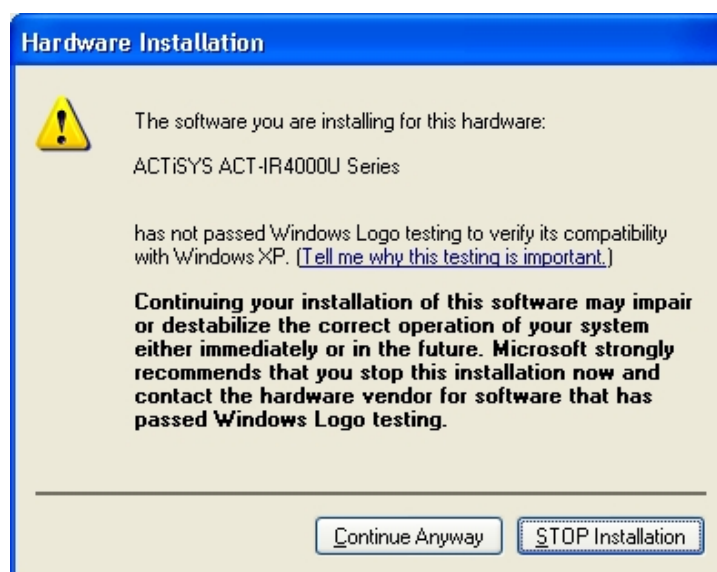 Hardware Installation
The software you are installing for this hardware:
ACTiSYS ACT-IR4000U Series
has not passed Windows Logo testing to verify its compatibility
with Windows XP. (Tell me why this testing is important.)
Continuing your installation of this software may impair
or destabilize the correct operation of your system
either immediately or in the future. Microsoft strongly
recommends that you stop this installation now and
contact the hardware vendor for software that has
passed Windows Logo testing.
Continue Anyway
STOP Installation